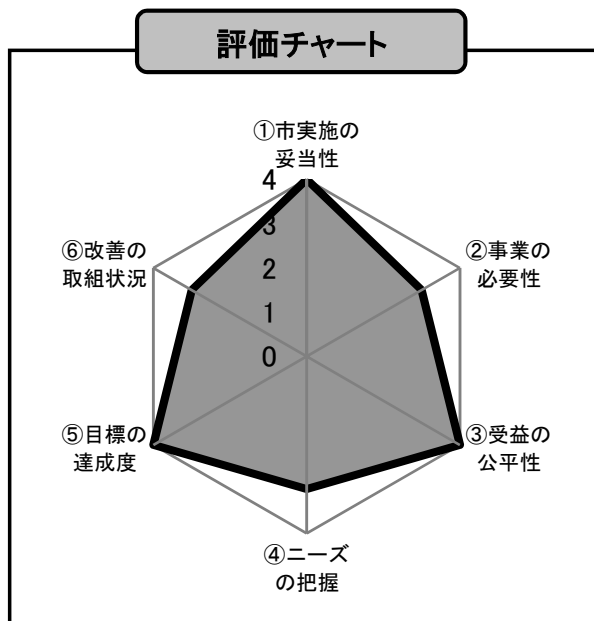 評価チャート
①市実施の
妥当性
4
3
2
1
0
②事業の
必要性
③受益の
公平性
④ニーズ
の把握
⑤目標の
達成度
⑥改善の
取組状況